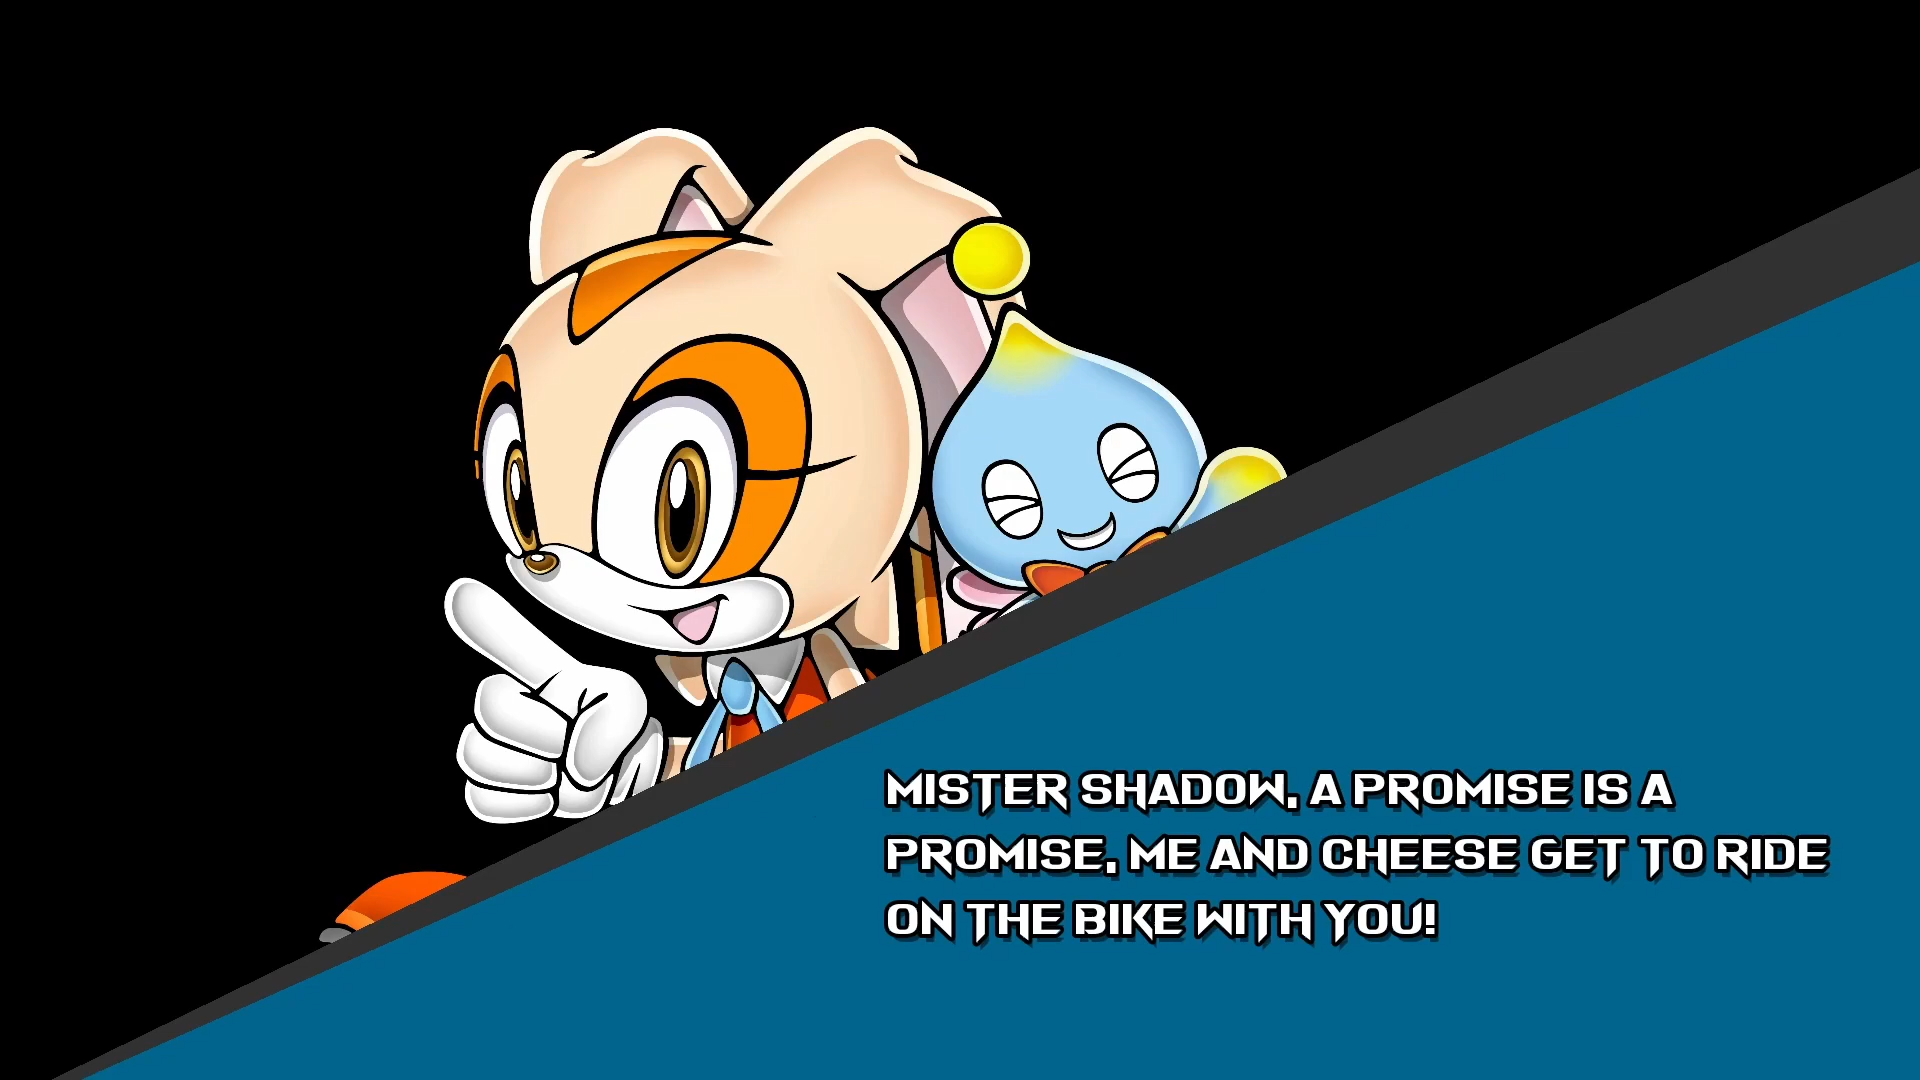 MISTER SHADOW, A PROMISE IS A
PROMISE, ME AND CHEESE GET TO RIDE
ON THE BIKE WITH YOU!